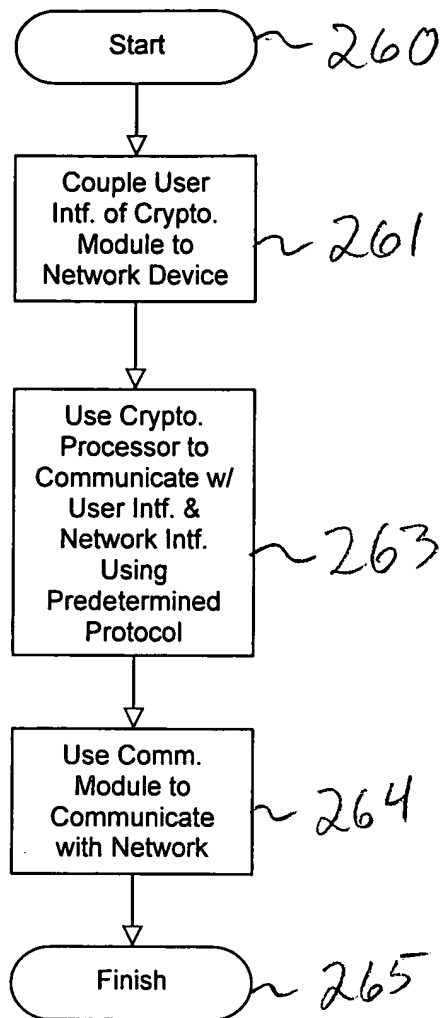 Start
260
Couple User
Intf. of Crypto.
Module to
Network Device
261
Use Crypto.
Processor to
Communicate w/
User Intf. &
Network Intf.
Using
Predetermined
Protocol
263
Use Comm.
Module to
Communicate
with Network
264
Finish
265